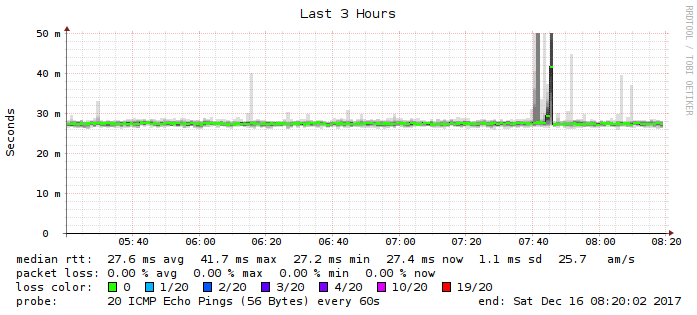 Last 3 Hours
RRDTOOL / TOBI OETIKER
Seconds
50 m
40 m
30 m
20 m
10 m
0
05:40 06:00 06:20 06:40 07:00 07:20 07:40 08:00 08:20
median rtt: 27.6 ms avg 41.7 ms max 27.2 ms min 27.4 ms now 1.1 ms sd 25.7 am/s
packet loss: 0.00 % avg 0.00 % max 0.00 % min 0.00 % now
loss color: 0 1/20 2/20 3/20 4/20 10/20 19/20
probe: 20 ICMP Echo Pings (56 Bytes) every 60s end: Sat Dec 16 08:20:02 2017